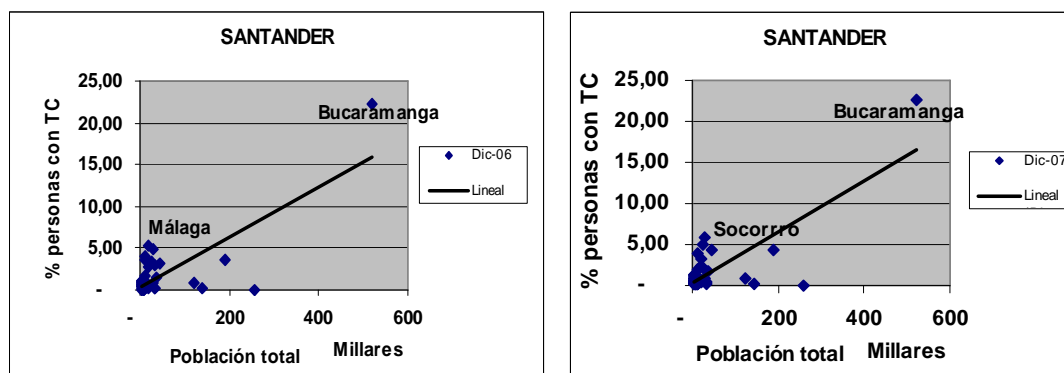 SANTANDER
% personas con TC
25,00
20,00
15,00
10,00
5,00
-
Bucaramanga
Málaga
- 200 400 600
Población total Millares
Dic-06
Lineal
SANTANDER
% personas con TC
25,00
20,00
15,00
10,00
5,00
-
Bucaramanga
Socorrro
- 200 400 600
Población total Millares
Dic-07
Lineal